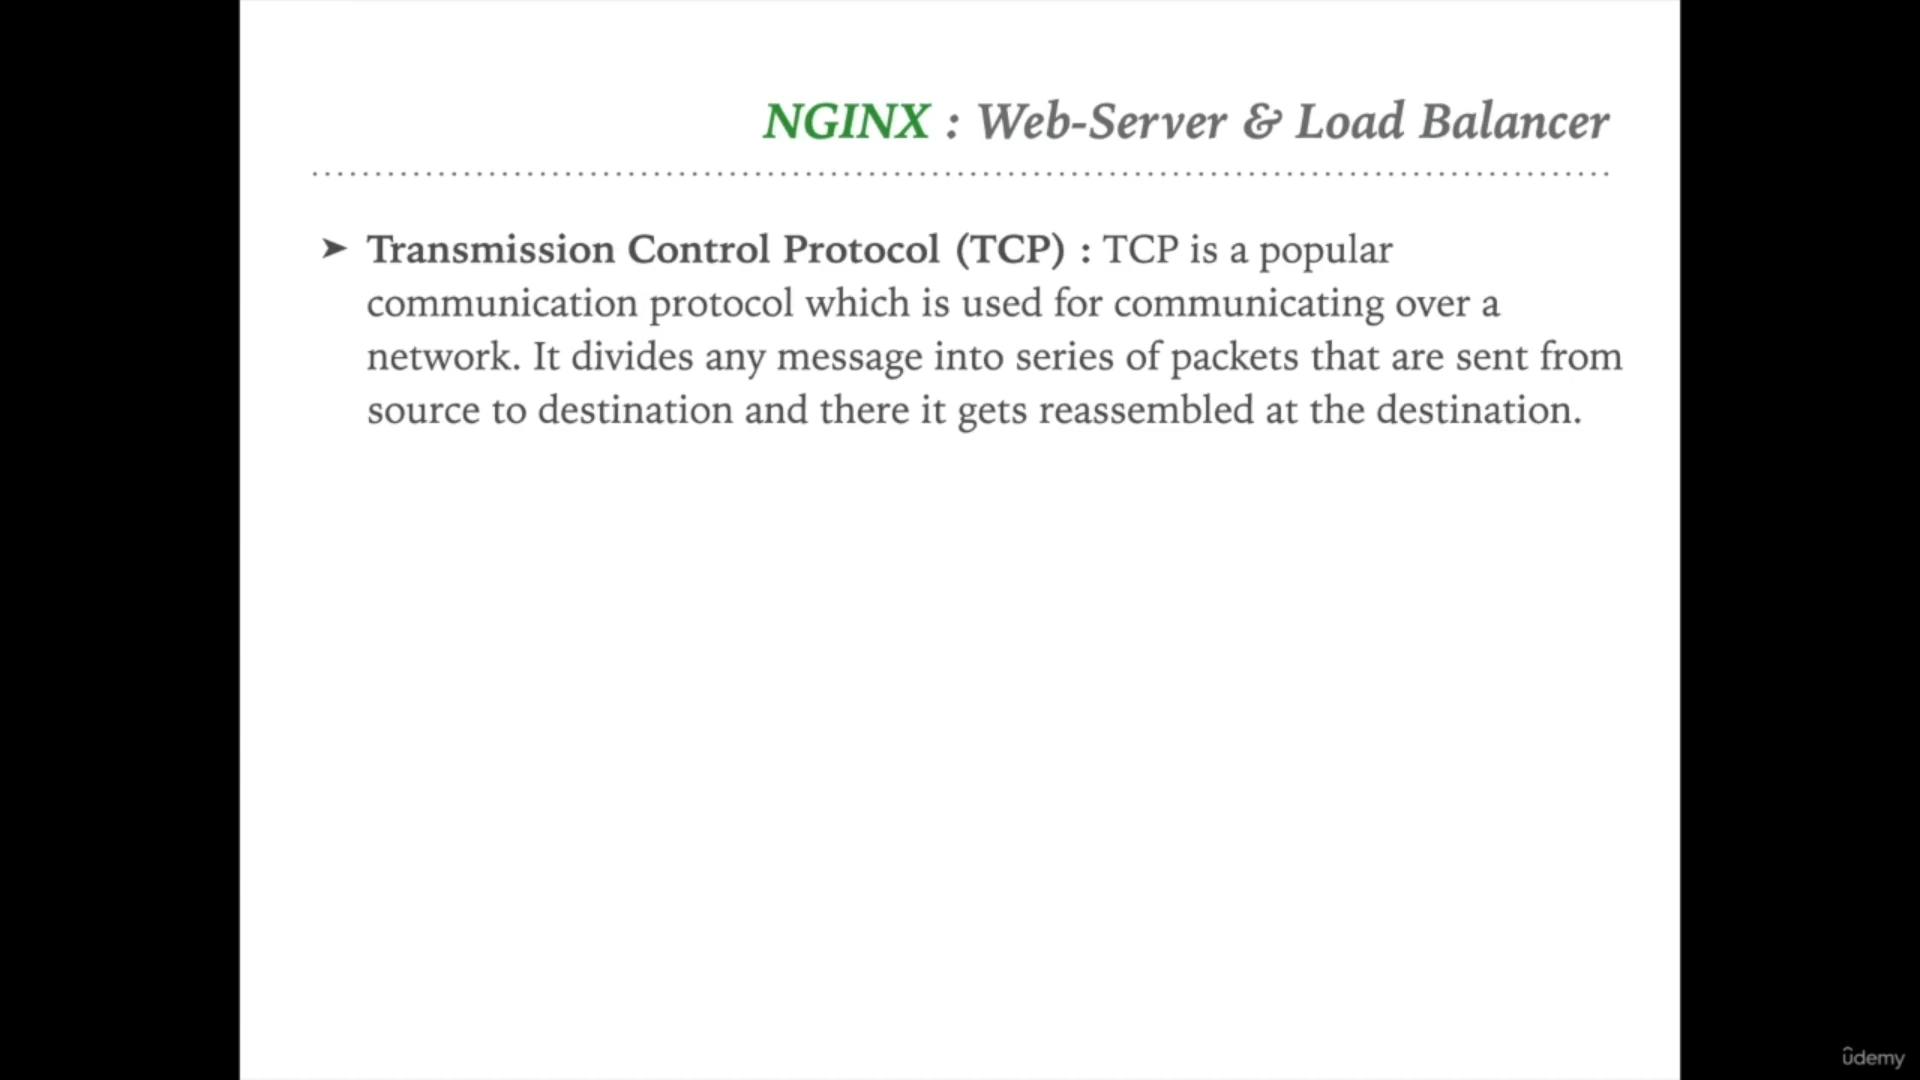 NGINX : Web-Server & Load Balancer
➤ Transmission Control Protocol (TCP) : TCP is a popular
communication protocol which is used for communicating over a
network. It divides any message into series of packets that are sent from
source to destination and there it gets reassembled at the destination.
ûdemy